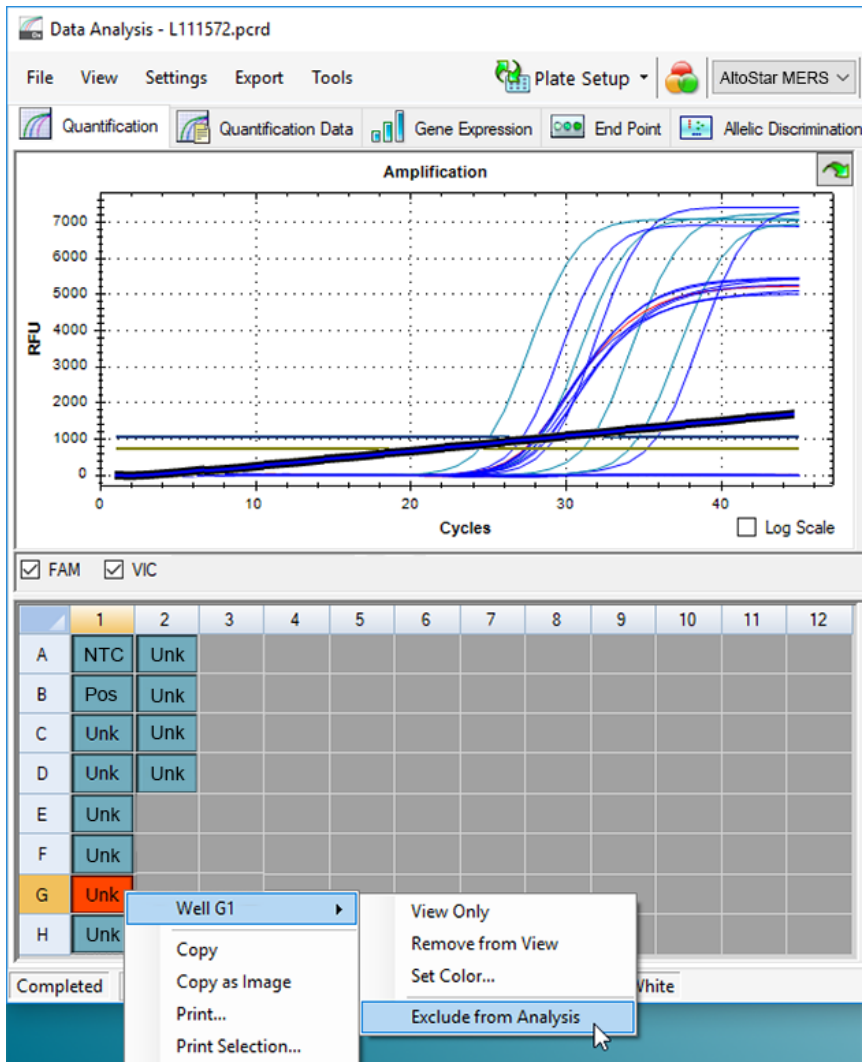 Data Analysis - L111572.pcrd
File View Settings Export Tools Plate Setup AltoStar MERS
Quantification Quantification Data Gene Expression End Point Allelic Discrimination
Amplification
7000
6000
5000
4000
3000
2000
1000
0
RFU
0 10 20 30 40
Cycles
Log Scale
FAM VIC
1 2 3 4 5 6 7 8 9 10 11 12
A NTC Unk
B Pos Unk
C Unk Unk
D Unk Unk
E Unk
F Unk
G Unk
H Unk
Well G1
Copy
Copy as Image
Print...
Print Selection...
View Only
Remove from View
Set Color...
Exclude from Analysis
Completed